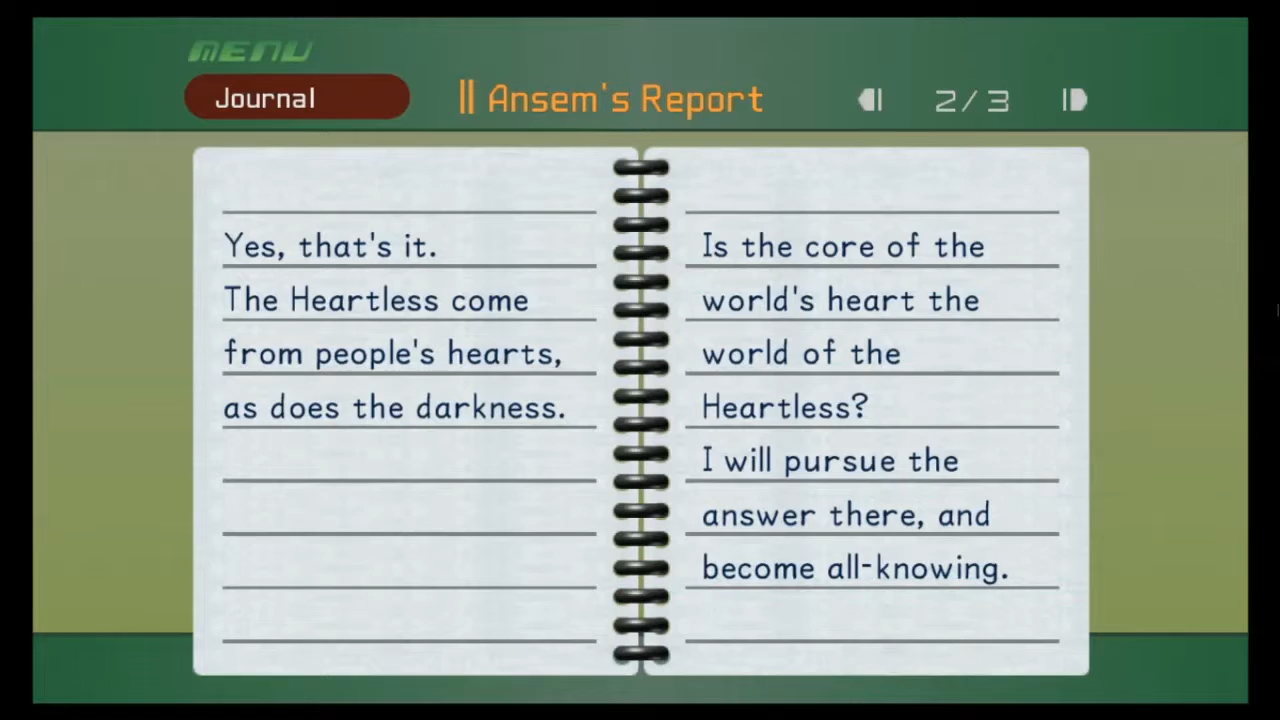 MENU
Journal
Ansem's Report
2/3
Yes, that's it.
The Heartless come
from people's hearts,
as does the darkness.
Is the core of the
world's heart the
world of the
Heartless?
I will pursue the
answer there, and
become all-knowing.